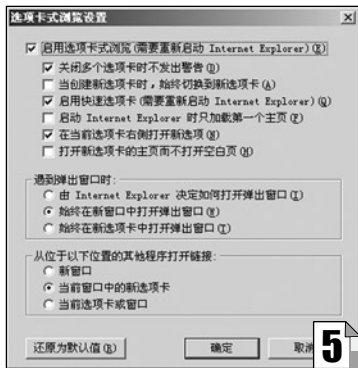 选项卡式浏览设置
启用选项卡式浏览(需要重新启动 Internet Explorer)(E)
关闭多个选项卡时不发出警告(D)
当创建新选项卡时，始终切换到新选项卡(A)
启用快速选项卡(需要重新启动 Internet Explorer)(Q)
启动 Internet Explorer 时只加载第一个主页(F)
在当前选项卡右侧打开新选项(N)
打开新选项卡的主页而不打开空白页(M)
遇到弹出窗口时:
由 Internet Explorer 决定如何打开弹出窗口(I)
始终在新窗口中打开弹出窗口(W)
始终在新选项卡中打开弹出窗口(T)
从位于以下位置的其他程序打开链接:
新窗口
当前窗口中的新选项卡
当前选项卡或窗口
还原为默认值(R)
确定
取消
5